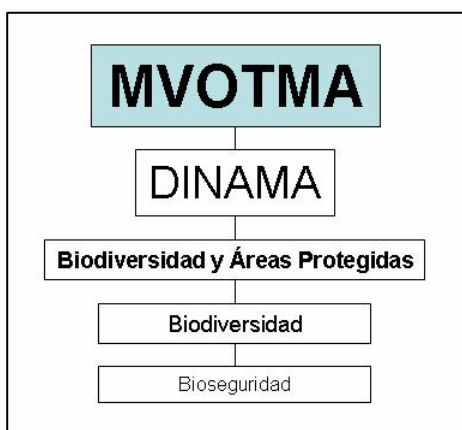 MVOTMA
DINAMA
Biodiversidad y Áreas Protegidas
Biodiversidad
Bioseguridad